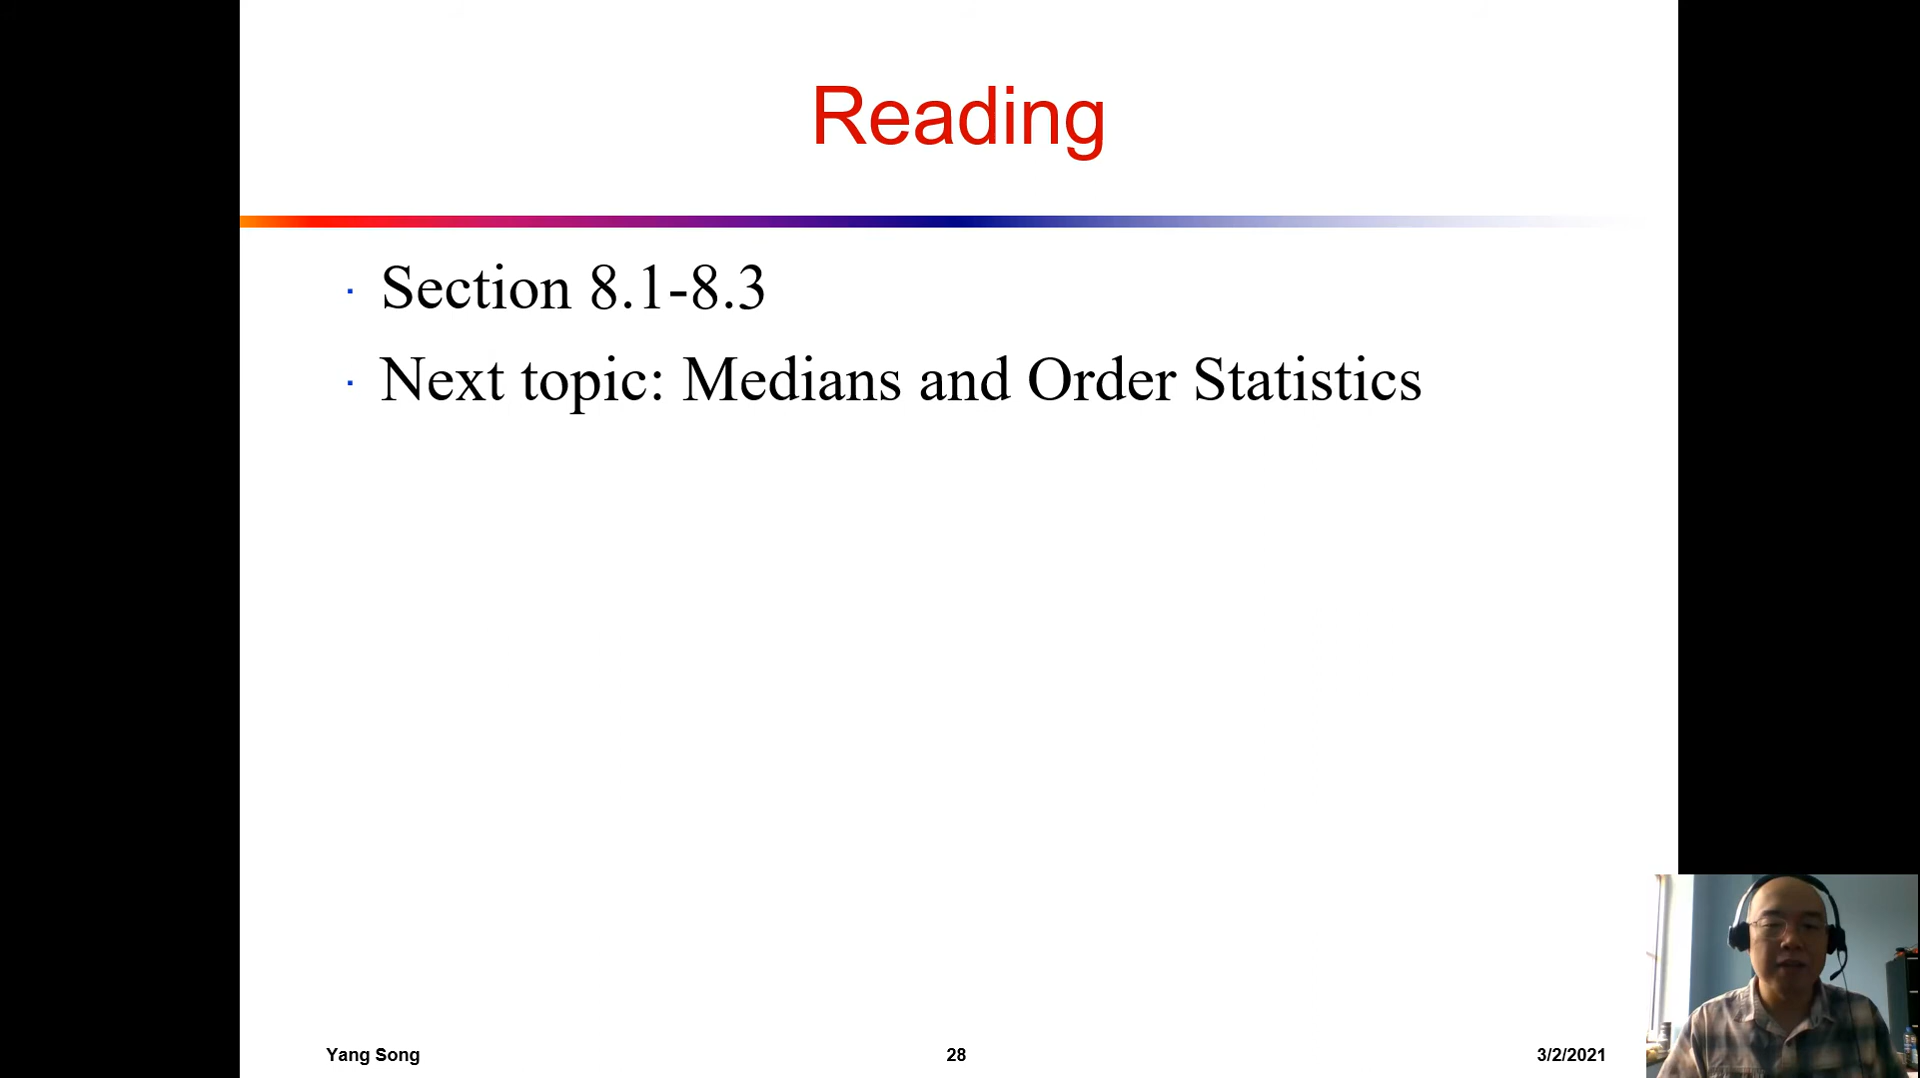 Reading
· Section 8.1-8.3
· Next topic: Medians and Order Statistics
Yang Song
28
3/2/2021